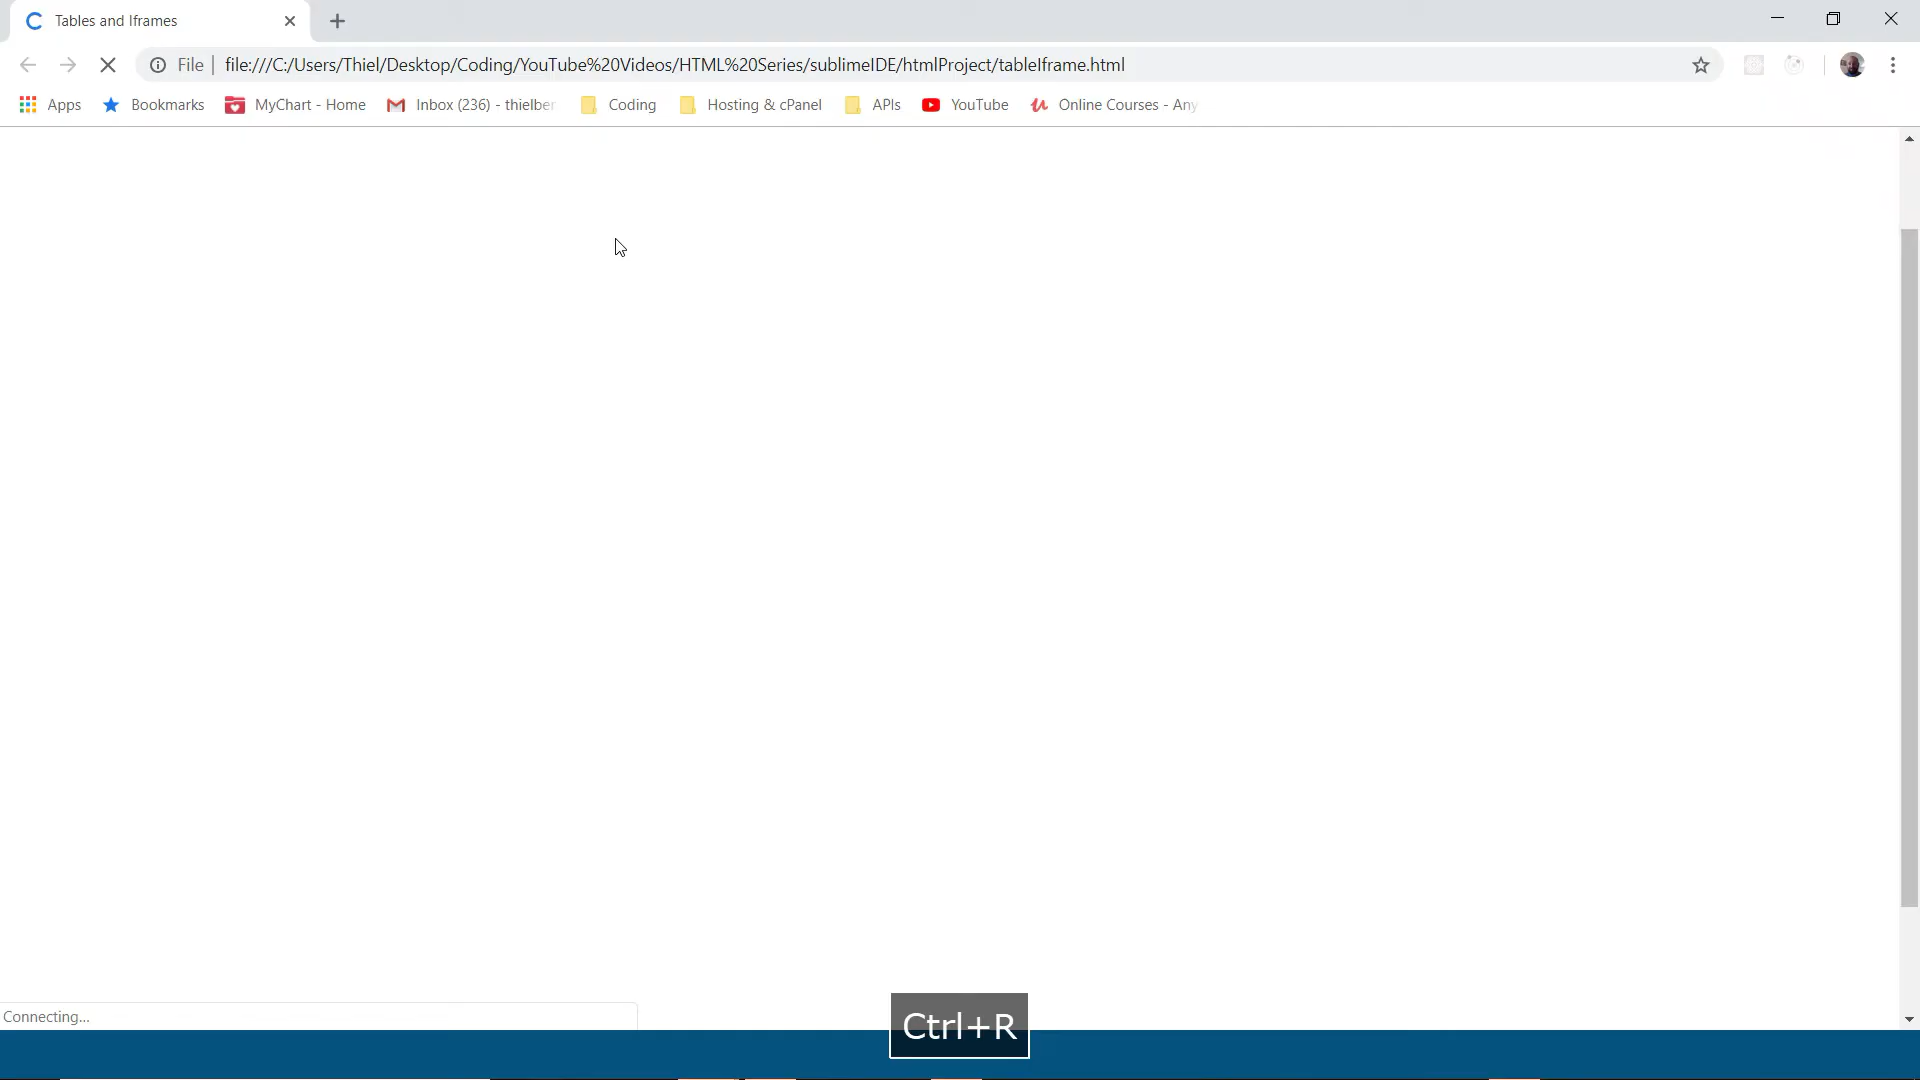 Tables and Iframes
File | file:///C:/Users/Thiel/Desktop/Coding/YouTube%20Videos/HTML%20Series/sublimeIDE/htmlProject/tableIframe.html
Apps Bookmarks MyChart - Home Inbox (236) - thielber Coding Hosting & cPanel APIs YouTube Online Courses - Any
Connecting...
Ctrl+R